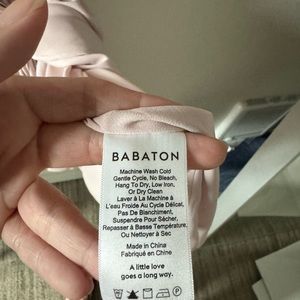 BABATON
Machine Wash Cold
Gentle Cycle, No Bleach,
Hang To Dry, Low Iron,
Or Dry Clean
Laver À La Machine à
L'eau Froide Au Cycle Délicat,
Pas De Blanchiment,
Suspendre Pour Sécher,
Repasser à Basse Température,
Ou Nettoyer à Sec
Made in China
Fabriqué en Chine
A little love
goes a long way.